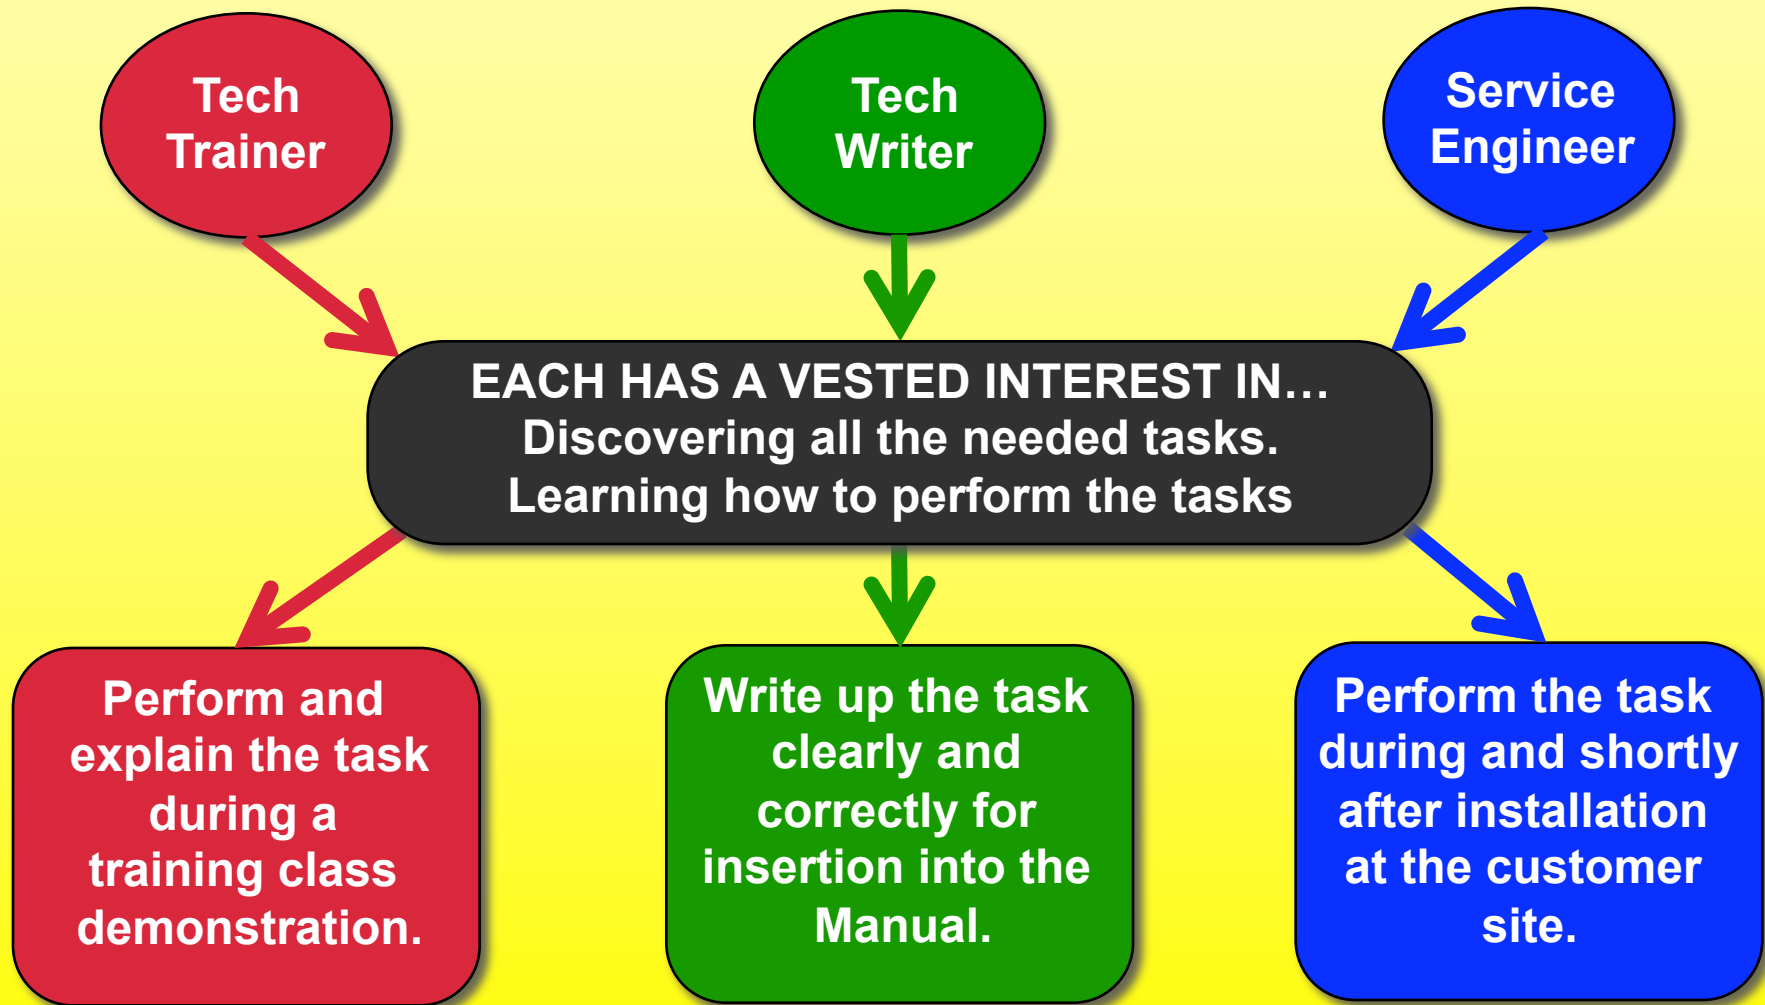 Tech
Trainer
Tech
Writer
Service
Engineer
EACH HAS A VESTED INTEREST IN…
Discovering all the needed tasks.
Learning how to perform the tasks
Perform and
explain the task
during a
training class
demonstration.
Write up the task
clearly and
correctly for
insertion into the
Manual.
Perform the task
during and shortly
after installation
at the customer
site.